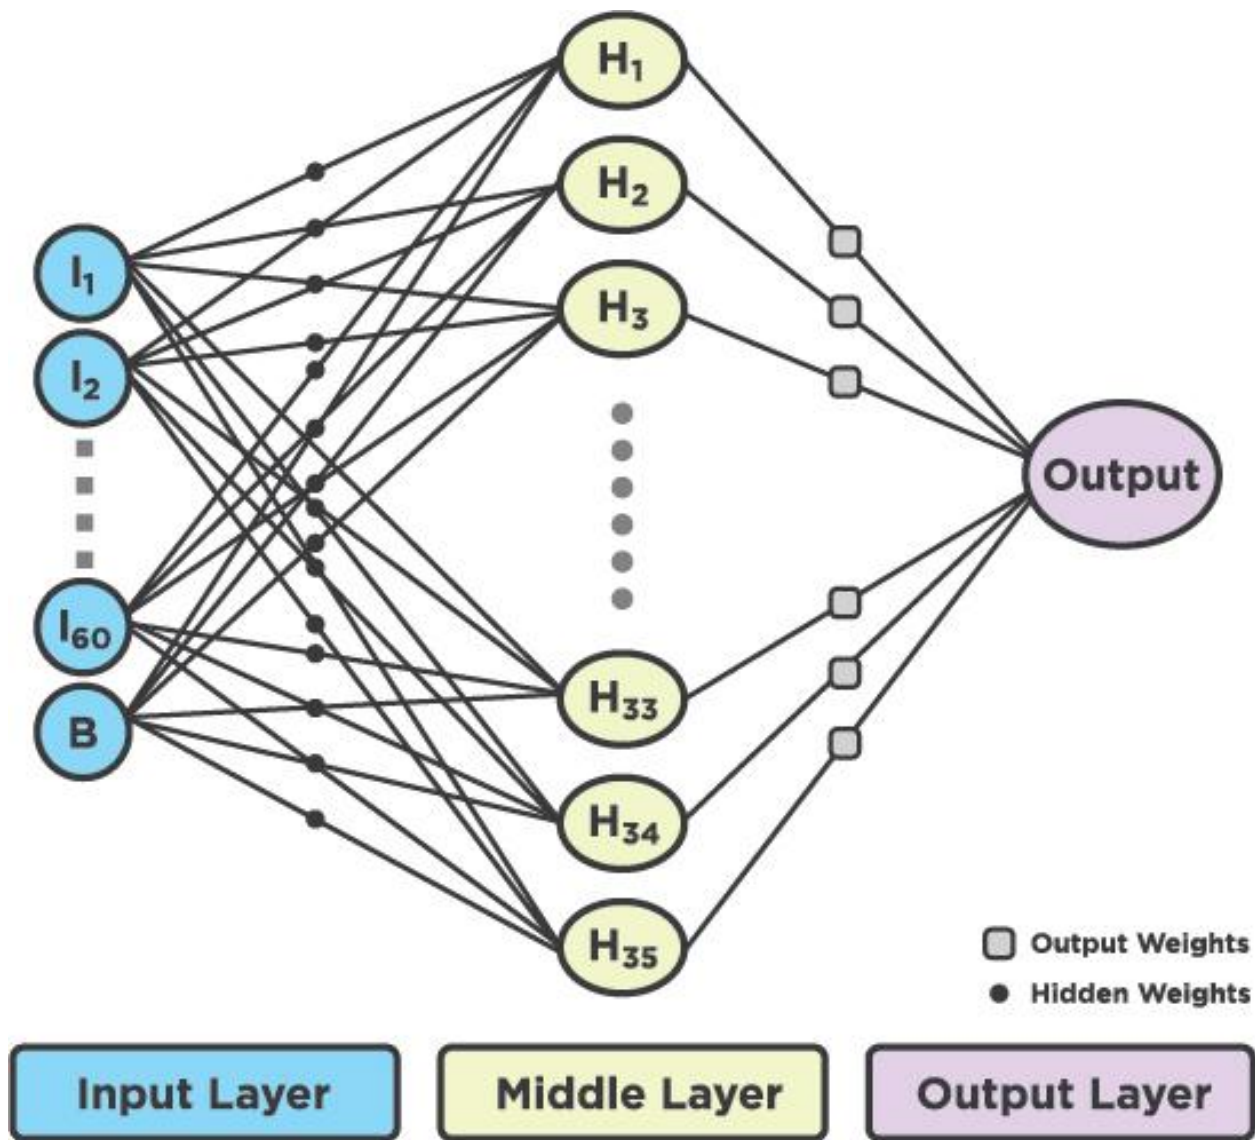 H1
H2
H3
I1
I2
I60
B
Output
H33
H34
H35
Output Weights
Hidden Weights
Input Layer
Middle Layer
Output Layer